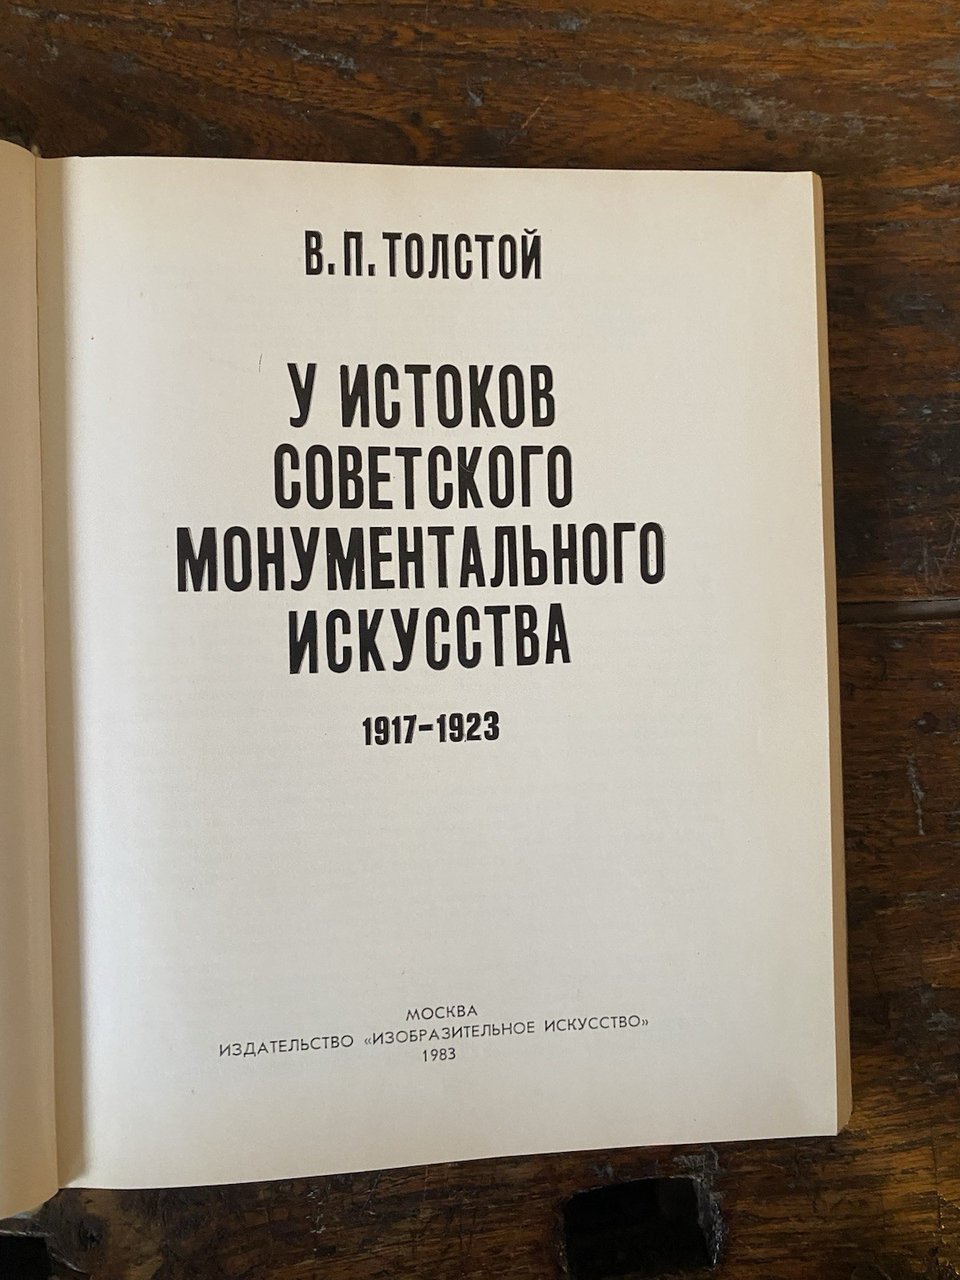 В. П. ТОЛСТОЙ
У ИСТОКОВ
СОВЕТСКОГО
МОНУМЕНТАЛЬНОГО
ИСКУССТВА
1917-1923
МОСКВА
ИЗДАТЕЛЬСТВО «ИЗОБРАЗИТЕЛЬНОЕ ИСКУССТВО»
1983